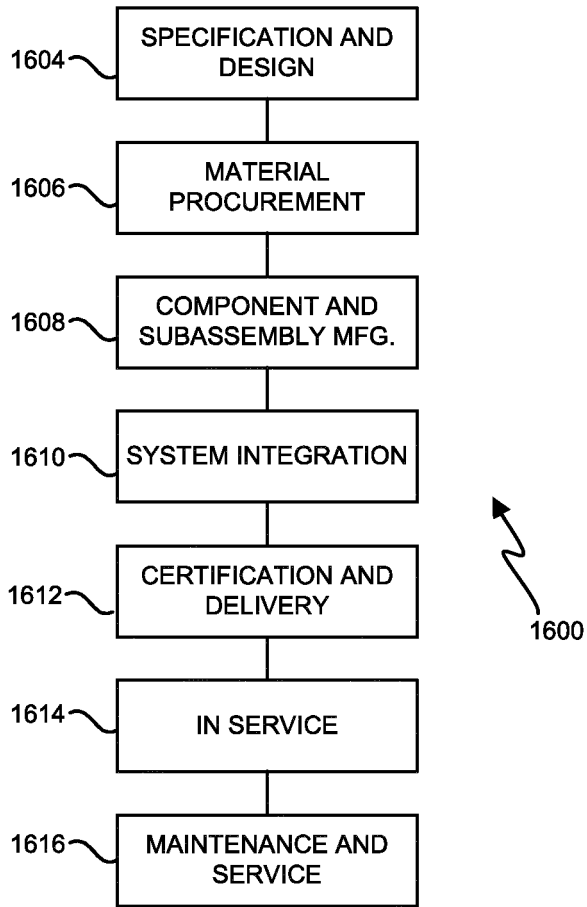 1604
SPECIFICATION AND
DESIGN
1606
MATERIAL
PROCUREMENT
1608
COMPONENT AND
SUBASSEMBLY MFG.
1610
SYSTEM INTEGRATION
1612
CERTIFICATION AND
DELIVERY
1600
1614
IN SERVICE
1616
MAINTENANCE AND
SERVICE